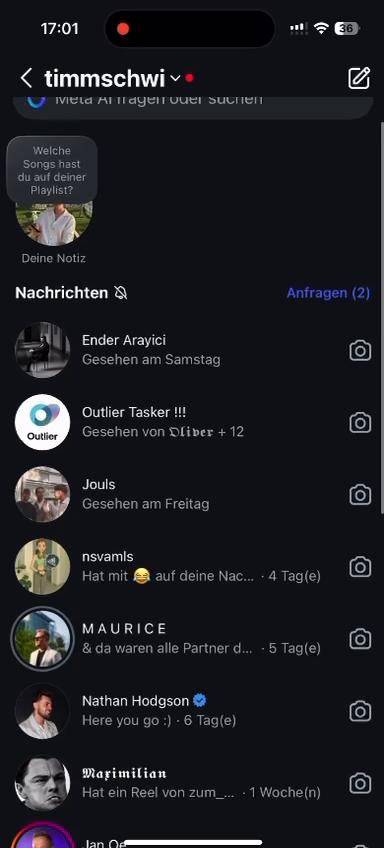 17:01
36
timmschwi
Meta AI fragen oder suchen
Welche
Songs hast
du auf deiner
Playlist?
Deine Notiz
Nachrichten
Anfragen (2)
Ender Arayici
Gesehen am Samstag
Outlier
Outlier Tasker !!!
Gesehen von 𝔒𝔩𝔦𝔳𝔢𝔯 + 12
Jouls
Gesehen am Freitag
nsvamls
Hat mit 😂 auf deine Nac... · 4 Tag(e)
M A U R I C E
& da waren alle Partner d... · 5 Tag(e)
Nathan Hodgson
Here you go :) · 6 Tag(e)
𝕸𝖆𝖝𝖎𝖒𝖎𝖑𝖎𝖆𝖓
Hat ein Reel von zum_... · 1 Woche(n)
Jan Oe